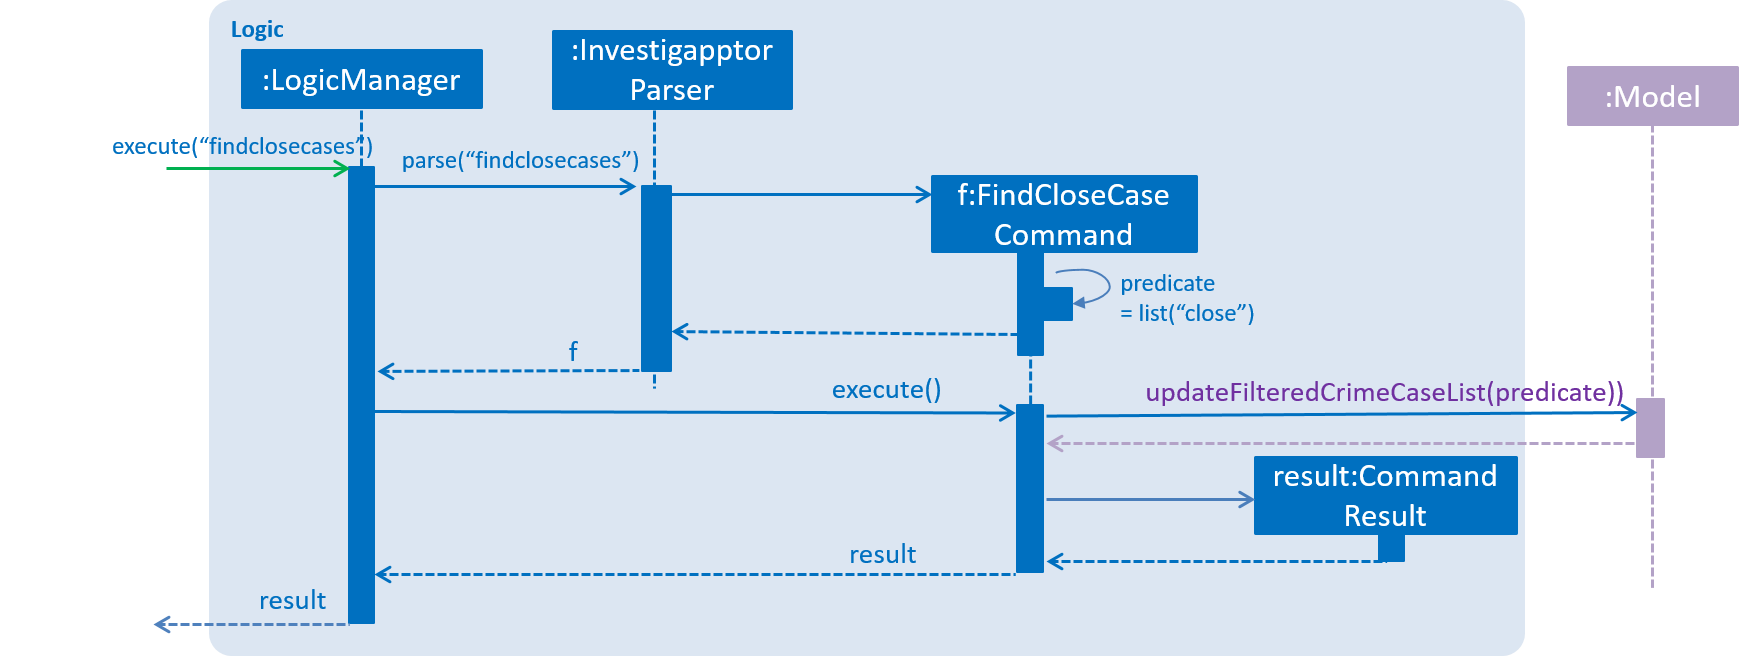 Logic
:LogicManager
:Investigapptor
Parser
:Model
execute(“findclosecases”)
parse(“findclosecases”)
f:FindCloseCase
Command
predicate
= list(“close”)
f
execute()
updateFilteredCrimeCaseList(predicate))
result:Command
Result
result
result